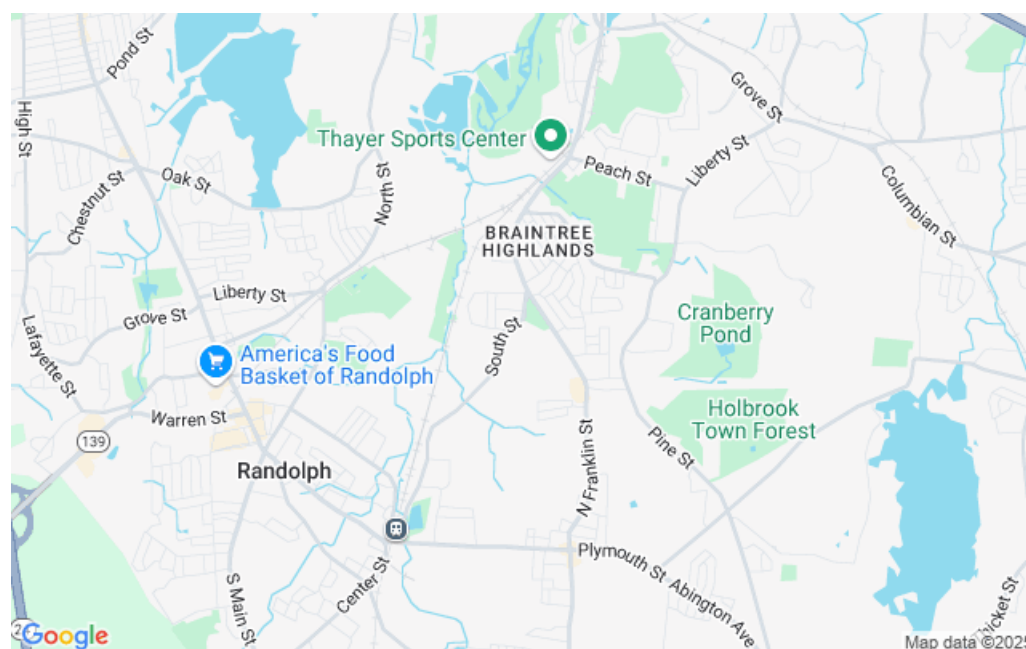 Pond St
High St
Grove St
Thayer Sports Center
Peach St
Liberty St
Oak St
Chestnut St
North St
Columbian St
BRAINTREE
HIGHLANDS
Liberty St
Grove St
Cranberry
Pond
Lafayette St
South St
America's Food
Basket of Randolph
Warren St
Holbrook
Town Forest
139
Randolph
N Franklin St
Pine St
Plymouth St
Abington Ave
Center St
S Main St
Google
Map data ©2025